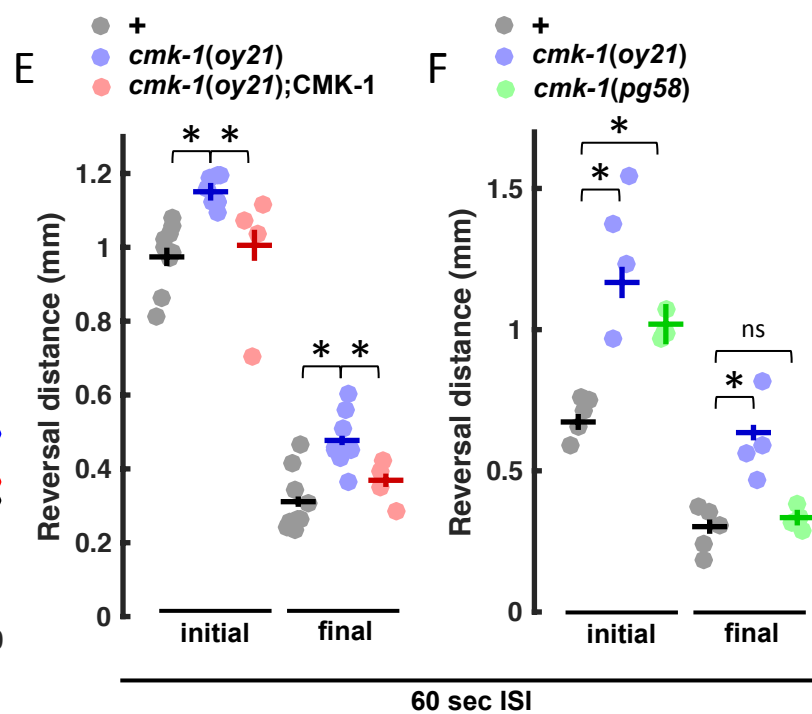 E
+
cmk-1(oy21)
cmk-1(oy21);CMK-1
Reversal distance (mm)
1.2
1
0.8
0.6
0.4
0.2
0
* *
* *
initial
final
F
+
cmk-1(oy21)
cmk-1(pg58)
Reversal distance (mm)
1.5
1
0.5
0
*
*
ns
*
initial
final
60 sec ISI